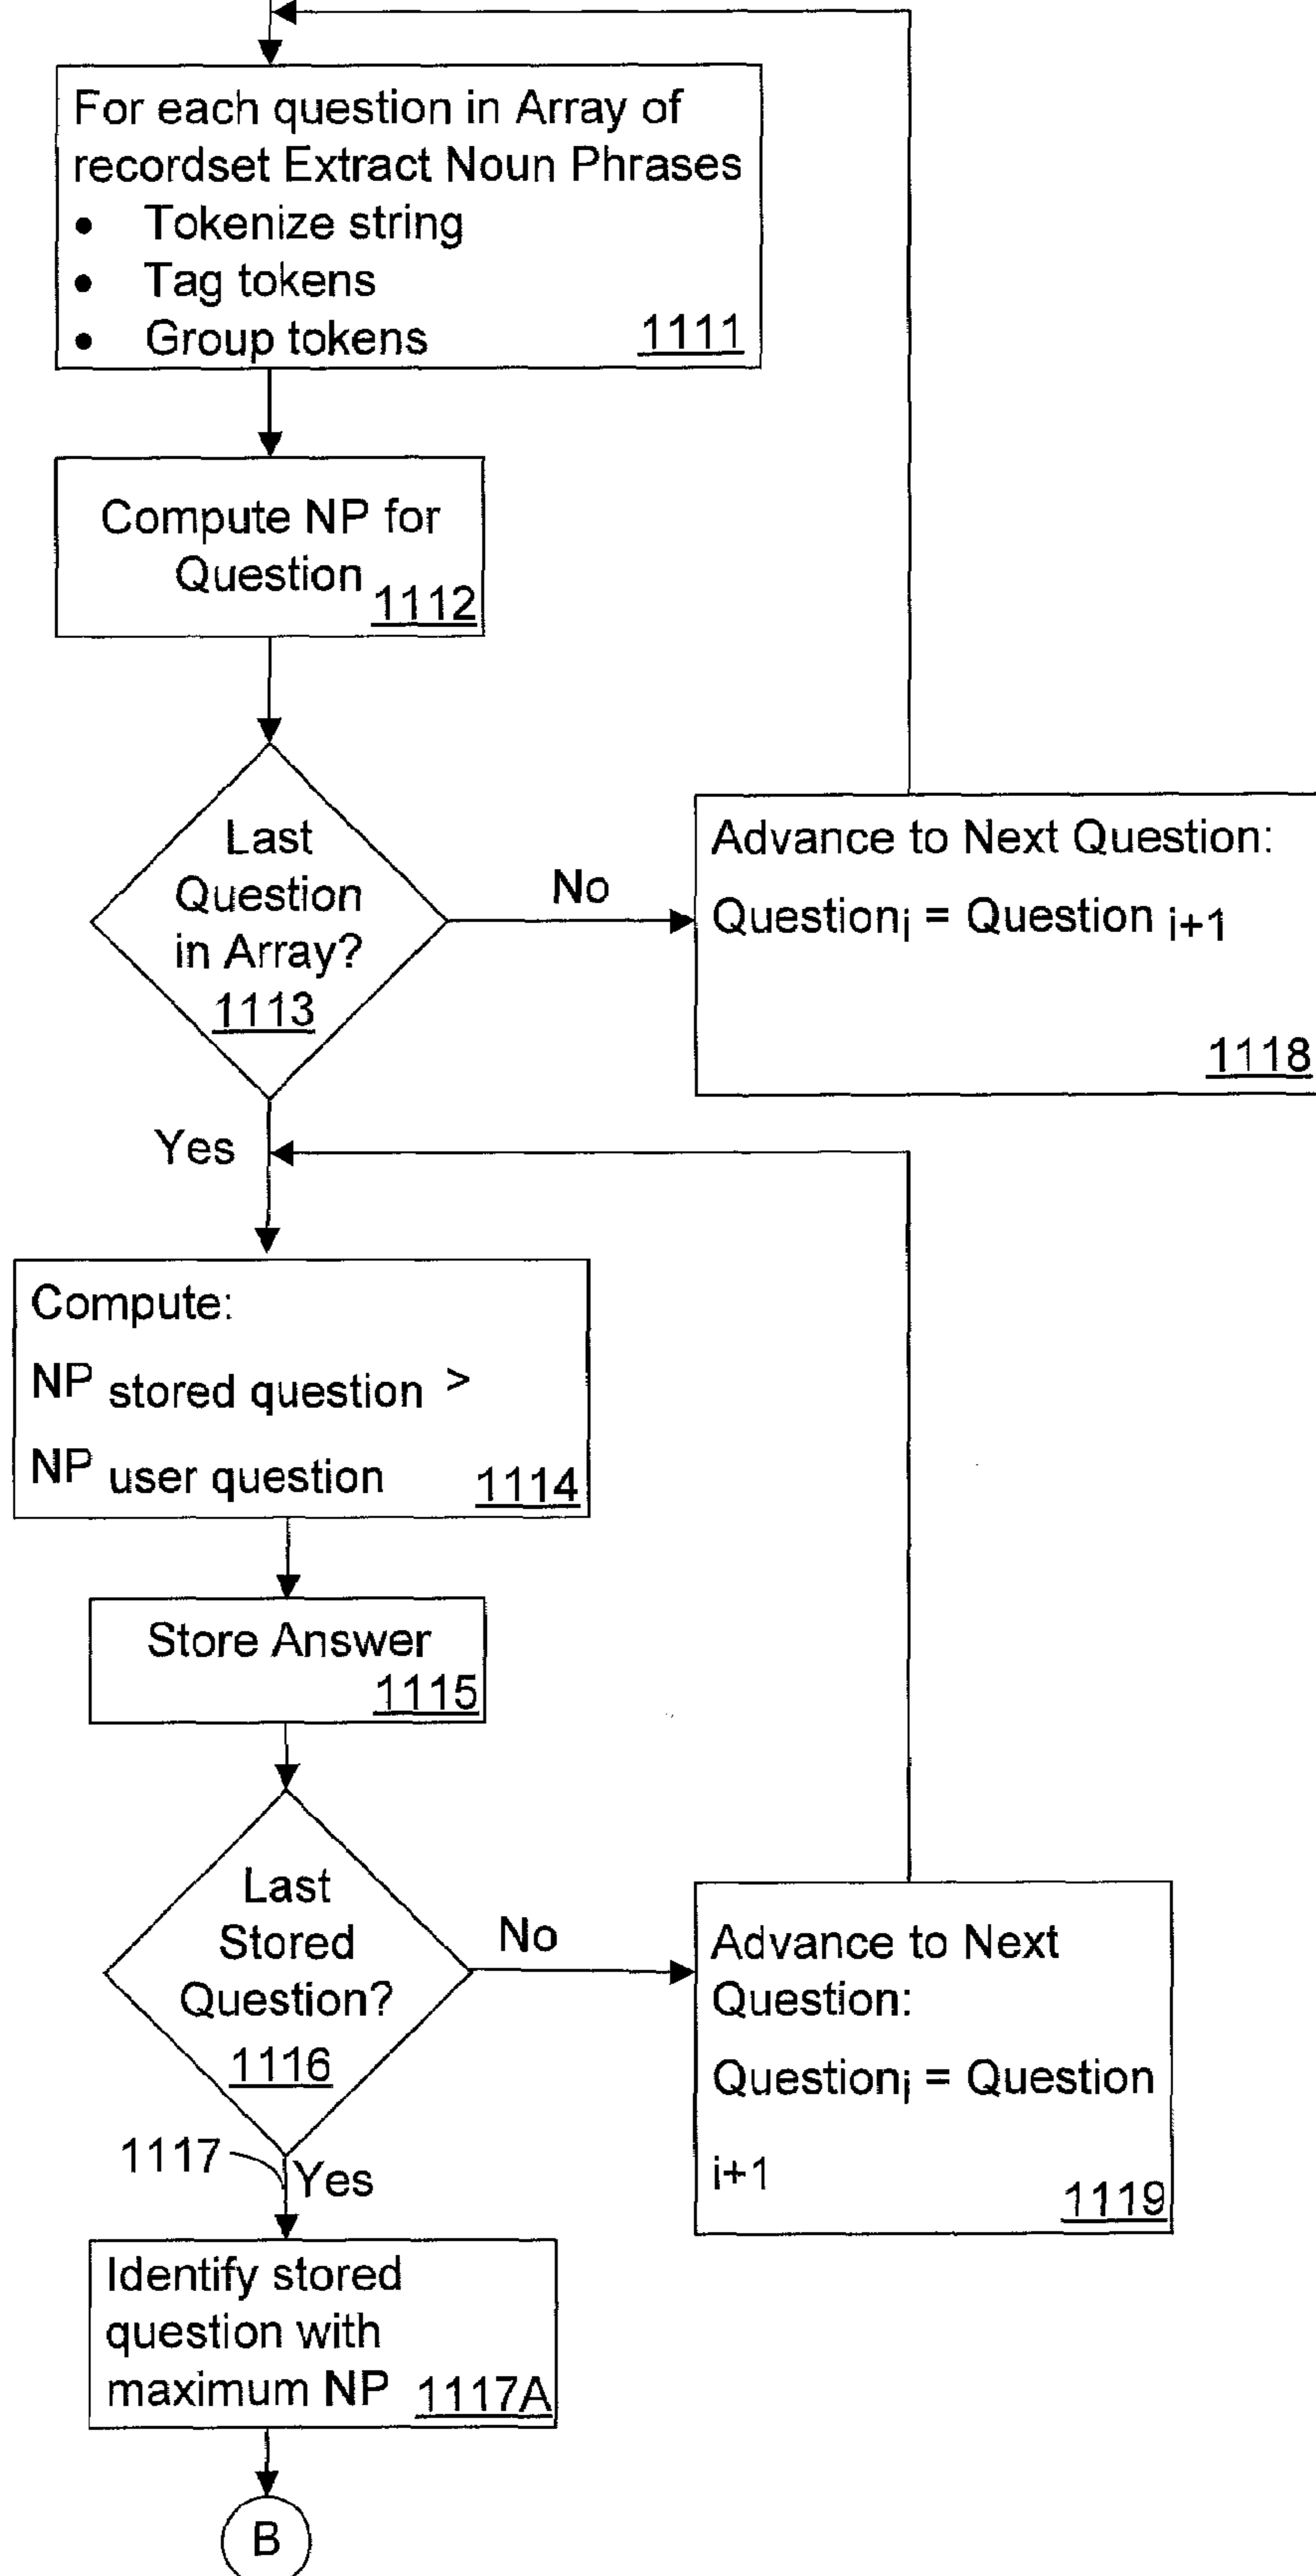 For each question in Array of
recordset Extract Noun Phrases
• Tokenize string
• Tag tokens
• Group tokens 1111
Compute NP for
Question 1112
Last
Question
in Array?
1113
No
Advance to Next Question:
Questioni = Question i+1
1118
Yes
Compute:
NP stored question >
NP user question 1114
Store Answer
1115
Last
Stored
Question?
1116
No
Advance to Next
Question:
Questioni = Question
i+1
1119
1117
Yes
Identify stored
question with
maximum NP 1117A
B